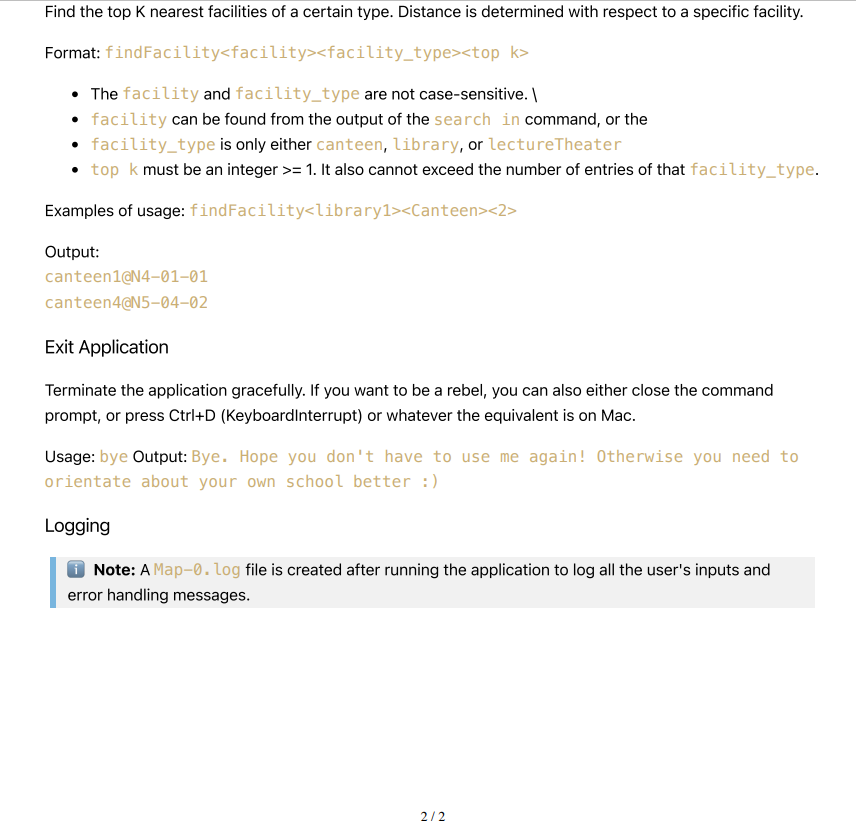 Find the top K nearest facilities of a certain type. Distance is determined with respect to a specific facility.
Format: findFacility<facility><facility_type><top k>
• The facility and facility_type are not case-sensitive. \
• facility can be found from the output of the search in command, or the
• facility_type is only either canteen, library, or lectureTheater
• top k must be an integer >= 1. It also cannot exceed the number of entries of that facility_type.
Examples of usage: findFacility<library1><Canteen><2>
Output:
canteen1@N4-01-01
canteen4@N5-04-02
Exit Application
Terminate the application gracefully. If you want to be a rebel, you can also either close the command
prompt, or press Ctrl+D (KeyboardInterrupt) or whatever the equivalent is on Mac.
Usage: bye Output: Bye. Hope you don't have to use me again! Otherwise you need to
orientate about your own school better :)
Logging
ℹ️ Note: A Map-0.log file is created after running the application to log all the user's inputs and
error handling messages.
2 / 2